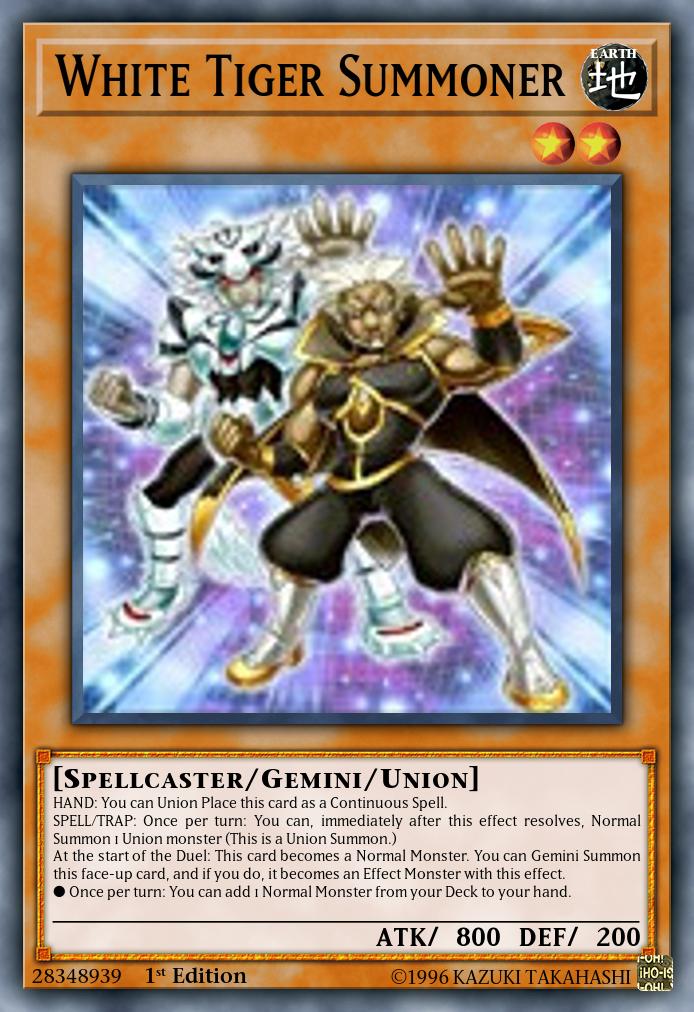 WHITE TIGER SUMMONER
EARTH
地
[SPELLCASTER/GEMINI/UNION]
HAND: You can Union Place this card as a Continuous Spell.
SPELL/TRAP: Once per turn: You can, immediately after this effect resolves, Normal
Summon 1 Union monster (This is a Union Summon.)
At the start of the Duel: This card becomes a Normal Monster. You can Gemini Summon
this face-up card, and if you do, it becomes an Effect Monster with this effect.
● Once per turn: You can add 1 Normal Monster from your Deck to your hand.
ATK/ 800 DEF/ 200
28348939 1st Edition ©1996 KAZUKI TAKAHASHI